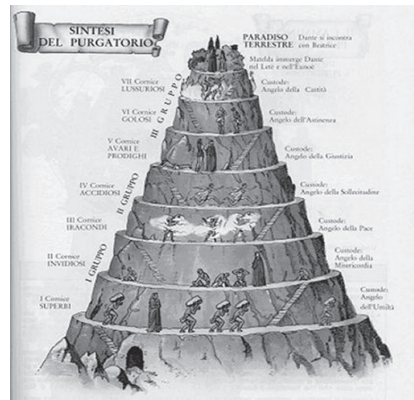 SINTESI
DEL PURGATORIO
PARADISO
TERRESTRE
Dante si incontra
con Beatrice.
Matelda immerge Dante
nel Letè e nell'Eunoè
VII Cornice
LUSSURIOSI
Custode:
Angelo della Castità
VI Cornice
GOLOSI
Custode:
Angelo dell'Astinenza
III GRUPPO
V Cornice
AVARI E
PRODIGHI
Custode:
Angelo della Giustizia
IV Cornice
ACCIDIOSI
Custode:
Angelo della Sollecitudine
II GRUPPO
III Cornice
IRACONDI
Custode:
Angelo della Pace
II Cornice
INVIDIOSI
Custode:
Angelo della
Misericordia
I GRUPPO
I Cornice
SUPERBI
Custode:
Angelo
dell'Umiltà